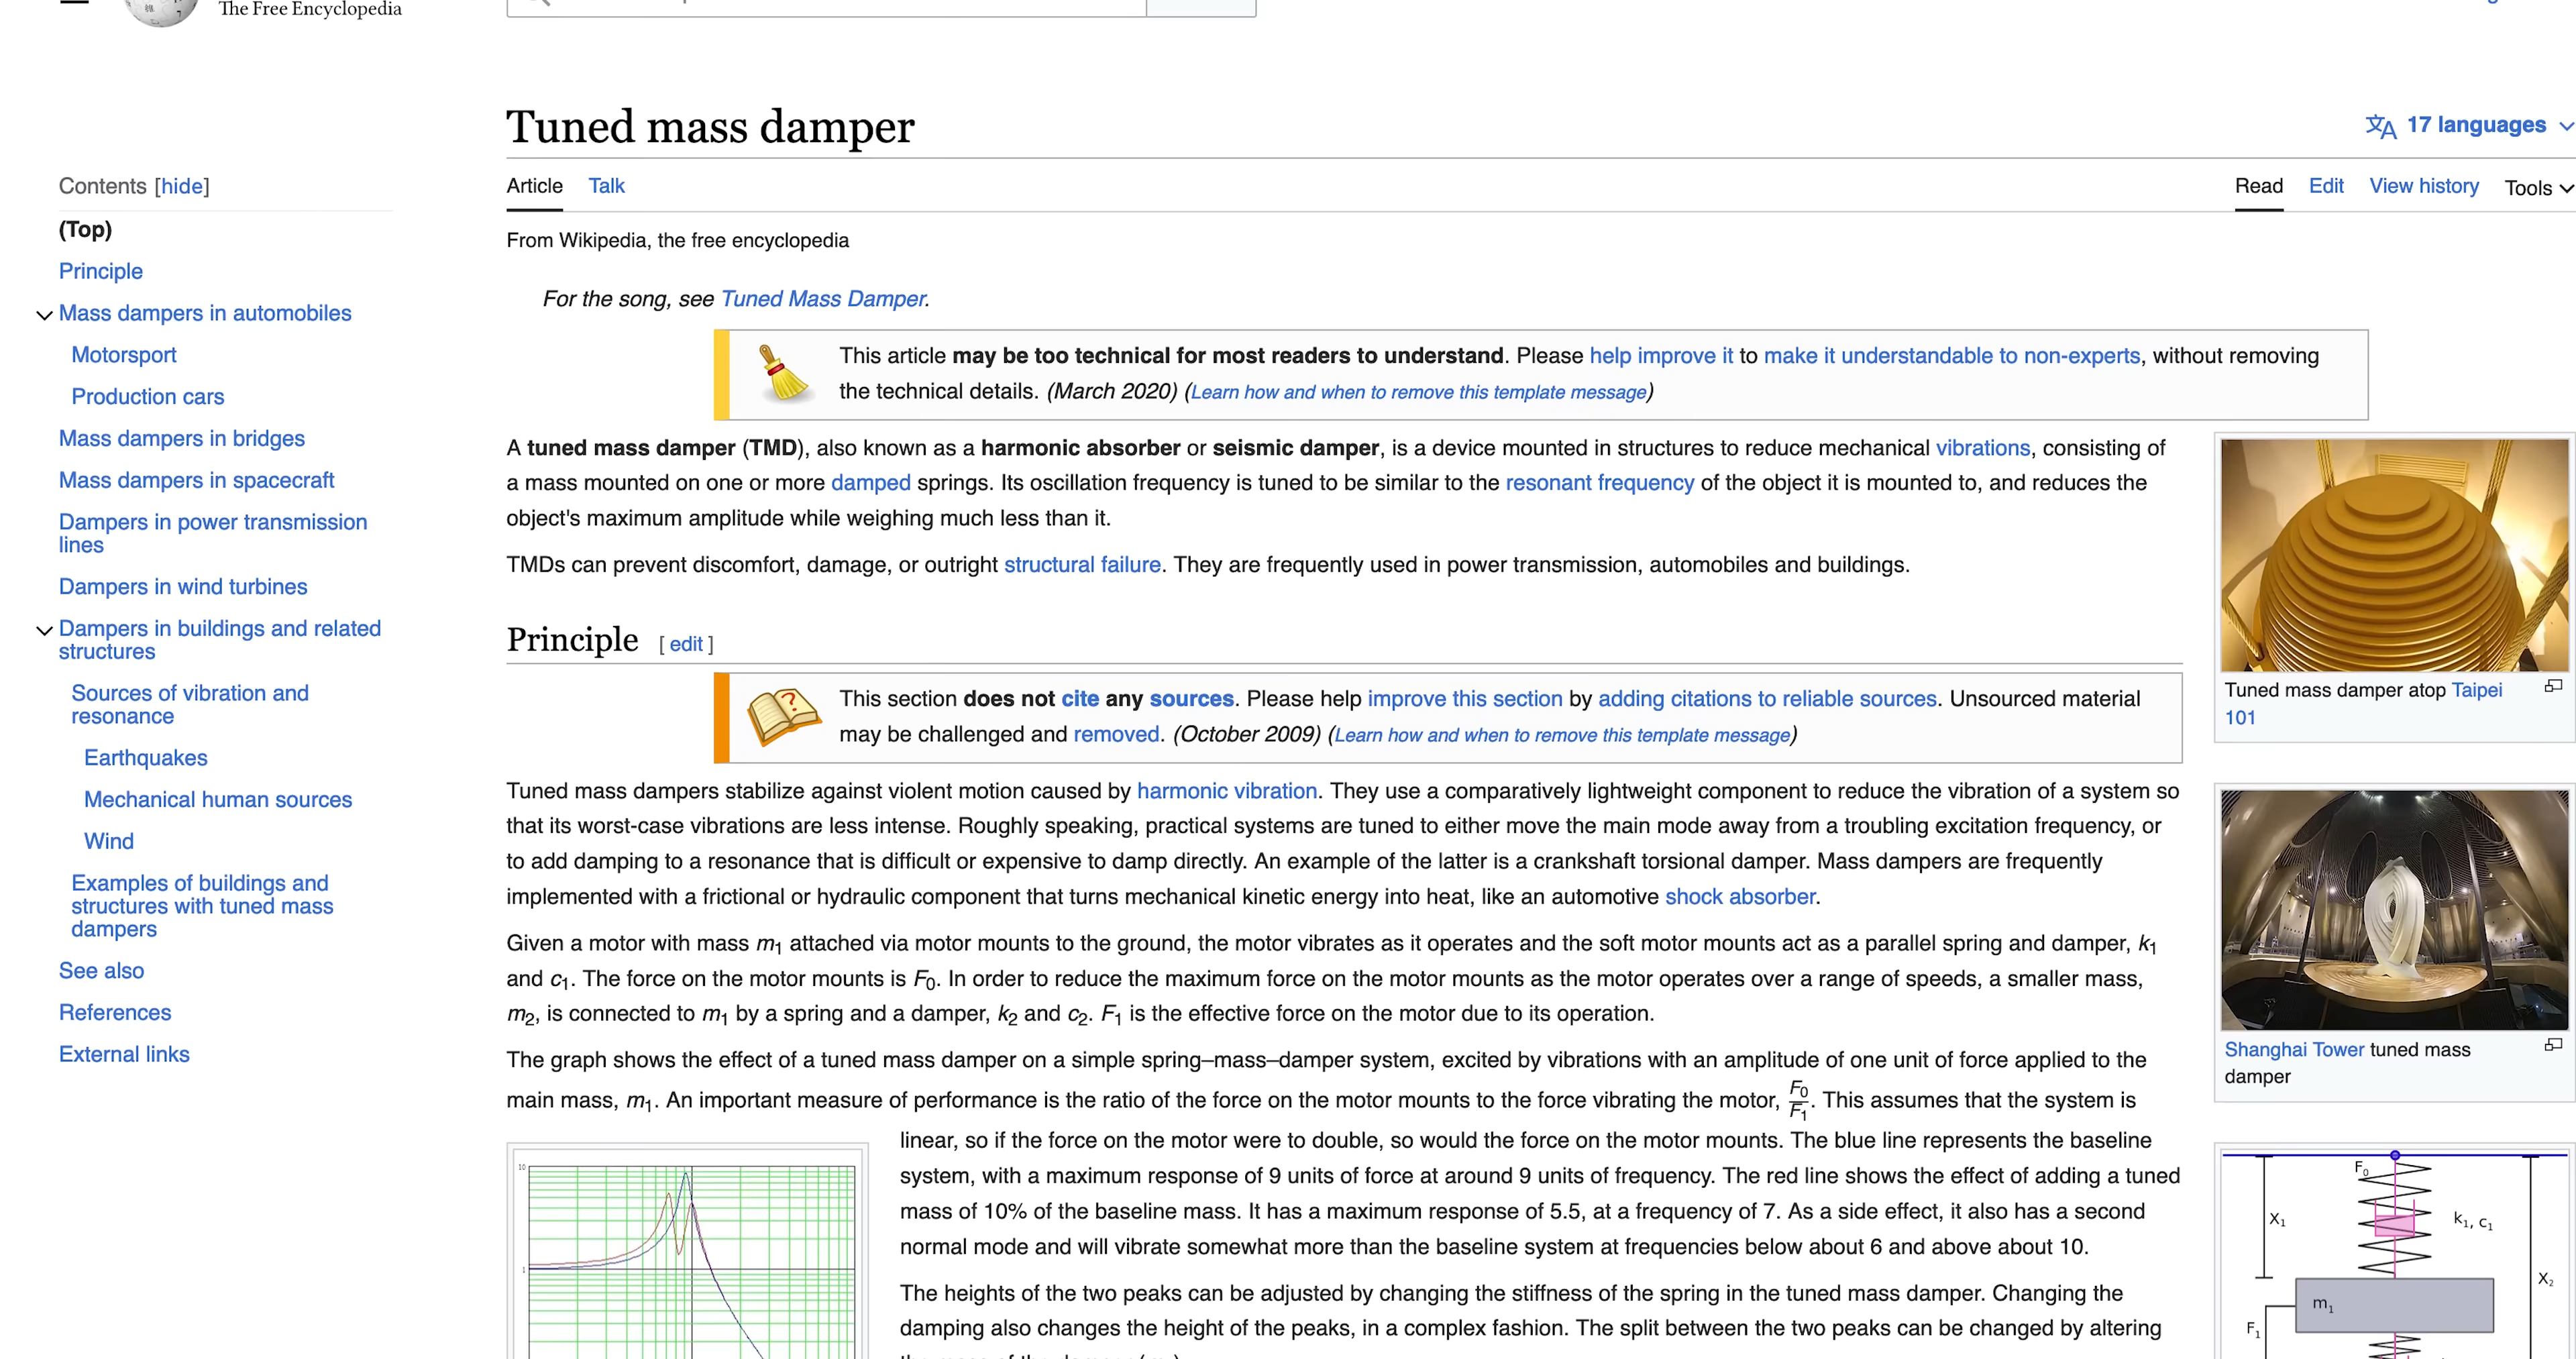 The Free Encyclopedia
Tuned mass damper
17 languages
Article Talk
Read Edit View history Tools
From Wikipedia, the free encyclopedia
Contents [hide]
(Top)
Principle
Mass dampers in automobiles
Motorsport
Production cars
Mass dampers in bridges
Mass dampers in spacecraft
Dampers in power transmission
lines
Dampers in wind turbines
Dampers in buildings and related
structures
Sources of vibration and
resonance
Earthquakes
Mechanical human sources
Wind
Examples of buildings and
structures with tuned mass
dampers
See also
References
External links
For the song, see Tuned Mass Damper.
This article may be too technical for most readers to understand. Please help improve it to make it understandable to non-experts, without removing
the technical details. (March 2020) (Learn how and when to remove this template message)
A tuned mass damper (TMD), also known as a harmonic absorber or seismic damper, is a device mounted in structures to reduce mechanical vibrations, consisting of
a mass mounted on one or more damped springs. Its oscillation frequency is tuned to be similar to the resonant frequency of the object it is mounted to, and reduces the
object's maximum amplitude while weighing much less than it.
TMDs can prevent discomfort, damage, or outright structural failure. They are frequently used in power transmission, automobiles and buildings.
Principle [ edit ]
This section does not cite any sources. Please help improve this section by adding citations to reliable sources. Unsourced material
may be challenged and removed. (October 2009) (Learn how and when to remove this template message)
Tuned mass dampers stabilize against violent motion caused by harmonic vibration. They use a comparatively lightweight component to reduce the vibration of a system so
that its worst-case vibrations are less intense. Roughly speaking, practical systems are tuned to either move the main mode away from a troubling excitation frequency, or
to add damping to a resonance that is difficult or expensive to damp directly. An example of the latter is a crankshaft torsional damper. Mass dampers are frequently
implemented with a frictional or hydraulic component that turns mechanical kinetic energy into heat, like an automotive shock absorber.
Given a motor with mass m₁ attached via motor mounts to the ground, the motor vibrates as it operates and the soft motor mounts act as a parallel spring and damper, k₁
and c₁. The force on the motor mounts is F₀. In order to reduce the maximum force on the motor mounts as the motor operates over a range of speeds, a smaller mass,
m₂, is connected to m₁ by a spring and a damper, k₂ and c₂. F₁ is the effective force on the motor due to its operation.
The graph shows the effect of a tuned mass damper on a simple spring–mass–damper system, excited by vibrations with an amplitude of one unit of force applied to the
main mass, m₁. An important measure of performance is the ratio of the force on the motor mounts to the force vibrating the motor, F₀/F₁. This assumes that the system is
linear, so if the force on the motor were to double, so would the force on the motor mounts. The blue line represents the baseline
system, with a maximum response of 9 units of force at around 9 units of frequency. The red line shows the effect of adding a tuned
mass of 10% of the baseline mass. It has a maximum response of 5.5, at a frequency of 7. As a side effect, it also has a second
normal mode and will vibrate somewhat more than the baseline system at frequencies below about 6 and above about 10.
The heights of the two peaks can be adjusted by changing the stiffness of the spring in the tuned mass damper. Changing the
damping also changes the height of the peaks, in a complex fashion. The split between the two peaks can be changed by altering
10
1
Tuned mass damper atop Taipei
101
Shanghai Tower tuned mass
damper
F₀
X₁
k₁, c₁
X₂
m₁
F₁